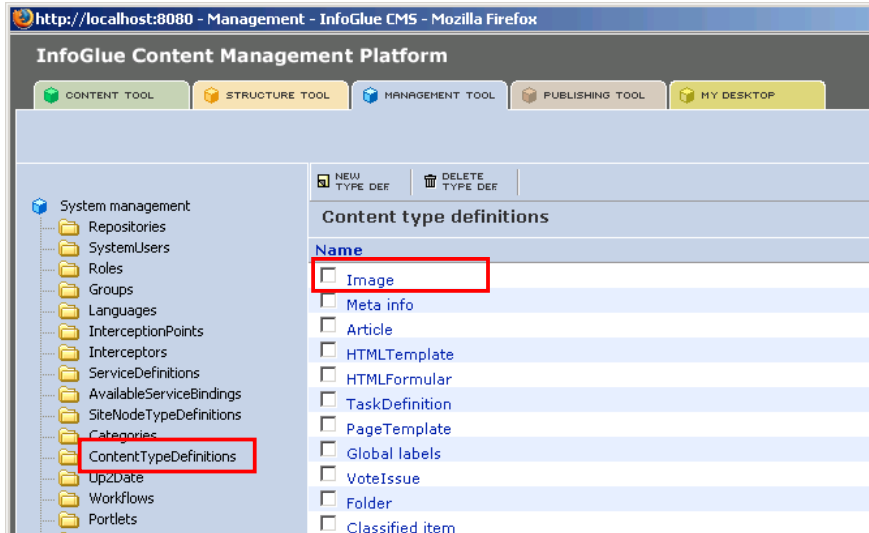 http://localhost:8080 - Management - InfoGlue CMS - Mozilla Firefox
InfoGlue Content Management Platform
CONTENT TOOL
STRUCTURE TOOL
MANAGEMENT TOOL
PUBLISHING TOOL
MY DESKTOP
NEW
TYPE DEF
DELETE
TYPE DEF
System management
Repositories
SystemUsers
Roles
Groups
Languages
InterceptionPoints
Interceptors
ServiceDefinitions
AvailableServiceBindings
SiteNodeTypeDefinitions
Categories
ContentTypeDefinitions
Up2Date
Workflows
Portlets
Content type definitions
Name
Image
Meta info
Article
HTMLTemplate
HTMLFormular
TaskDefinition
PageTemplate
Global labels
VoteIssue
Folder
Classified item